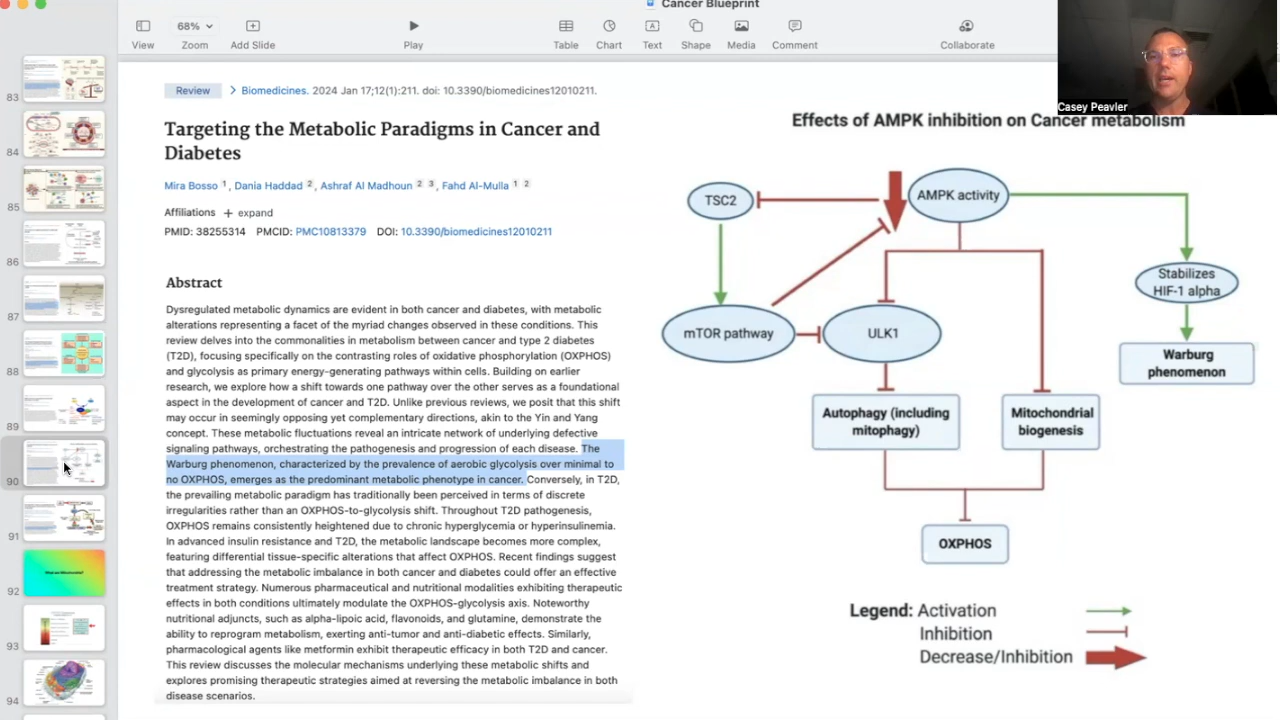 Cancer Blueprint
68%
View
Zoom
Add Slide
Play
Table
Chart
Text
Shape
Media
Comment
Collaborate
Casey Peavler
83
84
85
86
87
88
89
90
91
92
93
94
Review
Biomedicines. 2024 Jan 17;12(1):211. doi: 10.3390/biomedicines12010211.
Targeting the Metabolic Paradigms in Cancer and
Diabetes
Mira Bosso 1, Dania Haddad 2, Ashraf Al Madhoun 2 3, Fahd Al-Mulla 1 2
Affiliations + expand
PMID: 38255314 PMCID: PMC10813379 DOI: 10.3390/biomedicines12010211
Abstract
Dysregulated metabolic dynamics are evident in both cancer and diabetes, with metabolic
alterations representing a facet of the myriad changes observed in these conditions. This
review delves into the commonalities in metabolism between cancer and type 2 diabetes
(T2D), focusing specifically on the contrasting roles of oxidative phosphorylation (OXPHOS)
and glycolysis as primary energy-generating pathways within cells. Building on earlier
research, we explore how a shift towards one pathway over the other serves as a foundational
aspect in the development of cancer and T2D. Unlike previous reviews, we posit that this shift
may occur in seemingly opposing yet complementary directions, akin to the Yin and Yang
concept. These metabolic fluctuations reveal an intricate network of underlying defective
signaling pathways, orchestrating the pathogenesis and progression of each disease. The
Warburg phenomenon, characterized by the prevalence of aerobic glycolysis over minimal to
no OXPHOS, emerges as the predominant metabolic phenotype in cancer. Conversely, in T2D,
the prevailing metabolic paradigm has traditionally been perceived in terms of discrete
irregularities rather than an OXPHOS-to-glycolysis shift. Throughout T2D pathogenesis,
OXPHOS remains consistently heightened due to chronic hyperglycemia or hyperinsulinemia.
In advanced insulin resistance and T2D, the metabolic landscape becomes more complex,
featuring differential tissue-specific alterations that affect OXPHOS. Recent findings suggest
that addressing the metabolic imbalance in both cancer and diabetes could offer an effective
treatment strategy. Numerous pharmaceutical and nutritional modalities exhibiting therapeutic
effects in both conditions ultimately modulate the OXPHOS-glycolysis axis. Noteworthy
nutritional adjuncts, such as alpha-lipoic acid, flavonoids, and glutamine, demonstrate the
ability to reprogram metabolism, exerting anti-tumor and anti-diabetic effects. Similarly,
pharmacological agents like metformin exhibit therapeutic efficacy in both T2D and cancer.
This review discusses the molecular mechanisms underlying these metabolic shifts and
explores promising therapeutic strategies aimed at reversing the metabolic imbalance in both
disease scenarios.
Effects of AMPK inhibition on Cancer metabolism
TSC2
AMPK activity
Stabilizes
HIF-1 alpha
mTOR pathway
ULK1
Warburg
phenomenon
Autophagy (including
mitophagy)
Mitochondrial
biogenesis
OXPHOS
Legend: Activation
Inhibition
Decrease/Inhibition